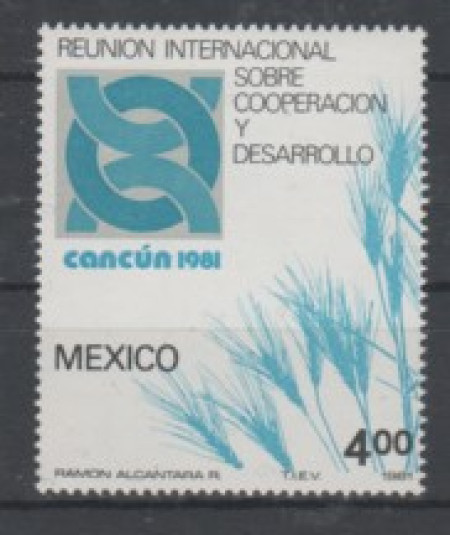 REUNION INTERNACIONAL
SOBRE
COOPERACION
Y
DESARROLLO
cancún 1981
MEXICO
4.00
RAMON ALCANTARA R. T.I.E.V. 1981